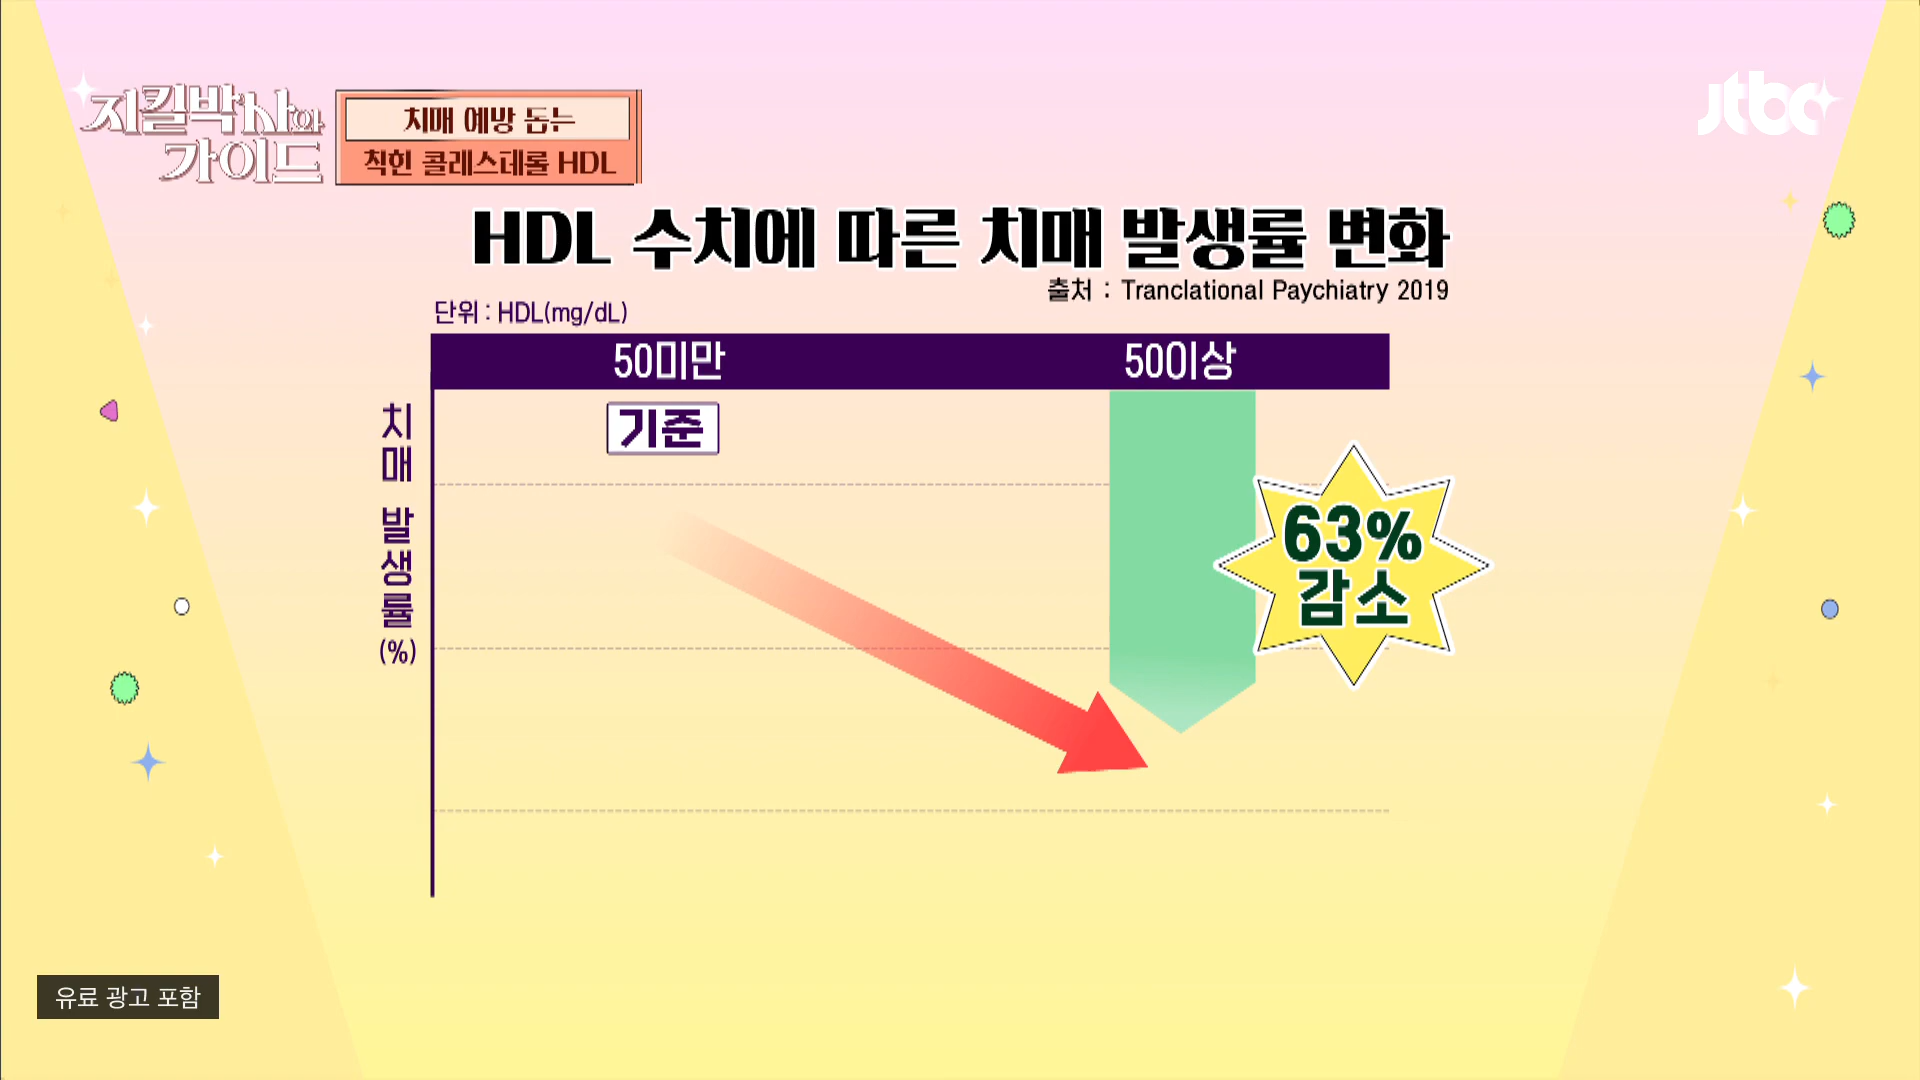 지킬박사와
가이드
치매 예방 돕는
착한 콜레스테롤 HDL
jtbc
HDL 수치에 따른 치매 발생률 변화
출처 : Tranclational Paychiatry 2019
단위 : HDL(mg/dL)
50미만
50이상
기준
치매 발생률
(%)
63%
감소
유료 광고 포함